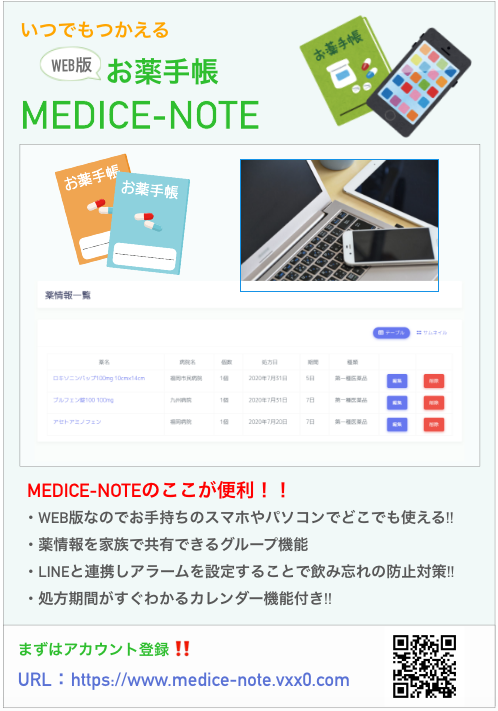 いつでもつかえる
WEB版
お薬手帳
MEDICE-NOTE
お薬手帳
お薬手帳
お薬手帳
薬情報一覧
テーブル
サムネイル
薬名 病院名 個数 処方日 期間 種類
ロキソニンパップ100mg 10cm×14cm 福岡市民病院 1個 2020年7月31日 5日 第一種医薬品 編集 削除
ブルフェン錠100 100mg 九州病院 1個 2020年7月31日 7日 第一種医薬品 編集 削除
アセトアミノフェン 福岡病院 1個 2020年7月20日 7日 第一種医薬品 編集 削除
MEDICE-NOTEのここが便利！！
・WEB版なのでお手持ちのスマホやパソコンでどこでも使える!!
・薬情報を家族で共有できるグループ機能
・LINEと連携しアラームを設定することで飲み忘れの防止対策!!
・処方期間がすぐわかるカレンダー機能付き!!
まずはアカウント登録 !!
URL：https://www.medice-note.vxx0.com